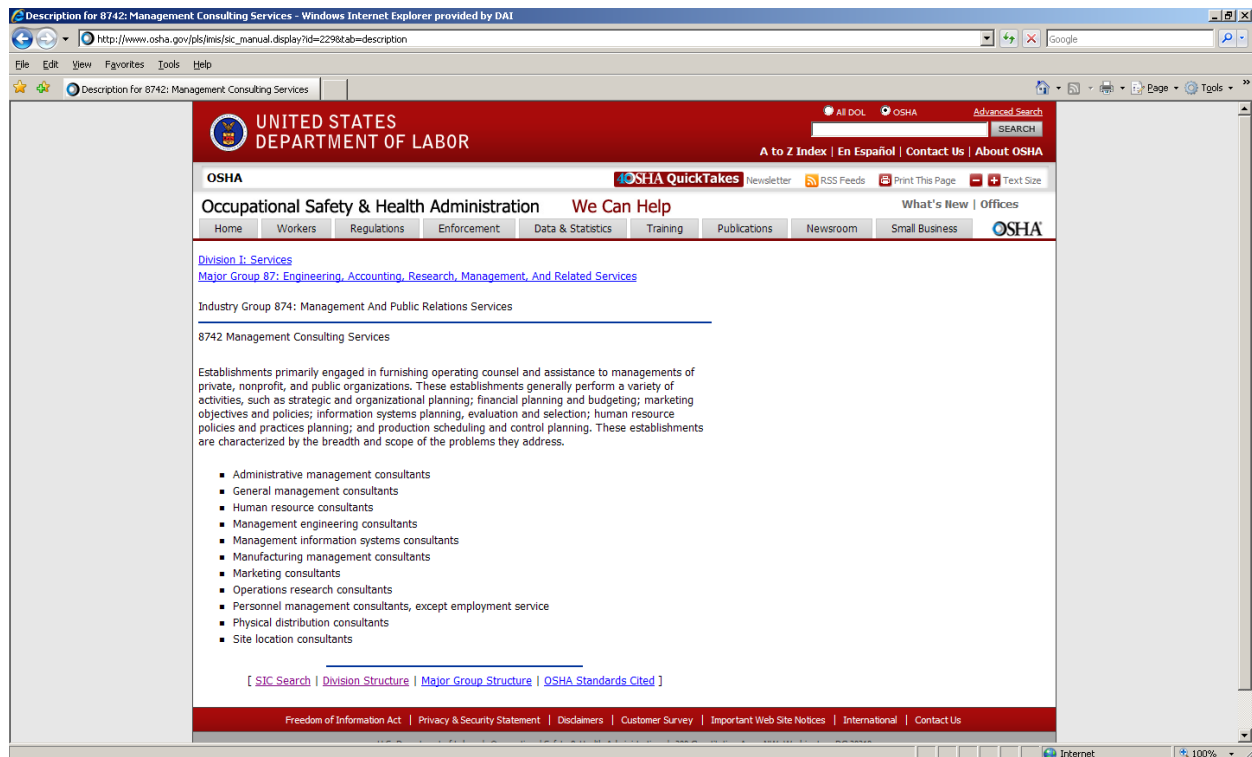 Description for 8742: Management Consulting Services - Windows Internet Explorer provided by DAI
http://www.osha.gov/pls/imis/sic_manual.display?id=229&tab=description
Google
File Edit View Favorites Tools Help
Description for 8742: Management Consulting Services
Page Tools
UNITED STATES
DEPARTMENT OF LABOR
All DOL OSHA Advanced Search
SEARCH
A to Z Index | En Español | Contact Us | About OSHA
OSHA
OSHA QuickTakes Newsletter RSS Feeds Print This Page Text Size
Occupational Safety & Health Administration We Can Help
What's New | Offices
Home Workers Regulations Enforcement Data & Statistics Training Publications Newsroom Small Business OSHA
Division I: Services
Major Group 87: Engineering, Accounting, Research, Management, And Related Services
Industry Group 874: Management And Public Relations Services
8742 Management Consulting Services
Establishments primarily engaged in furnishing operating counsel and assistance to managements of
private, nonprofit, and public organizations. These establishments generally perform a variety of
activities, such as strategic and organizational planning; financial planning and budgeting; marketing
objectives and policies; information systems planning, evaluation and selection; human resource
policies and practices planning; and production scheduling and control planning. These establishments
are characterized by the breadth and scope of the problems they address.
Administrative management consultants
General management consultants
Human resource consultants
Management engineering consultants
Management information systems consultants
Manufacturing management consultants
Marketing consultants
Operations research consultants
Personnel management consultants, except employment service
Physical distribution consultants
Site location consultants
[ SIC Search | Division Structure | Major Group Structure | OSHA Standards Cited ]
Freedom of Information Act | Privacy & Security Statement | Disclaimers | Customer Survey | Important Web Site Notices | International | Contact Us
Internet
100%